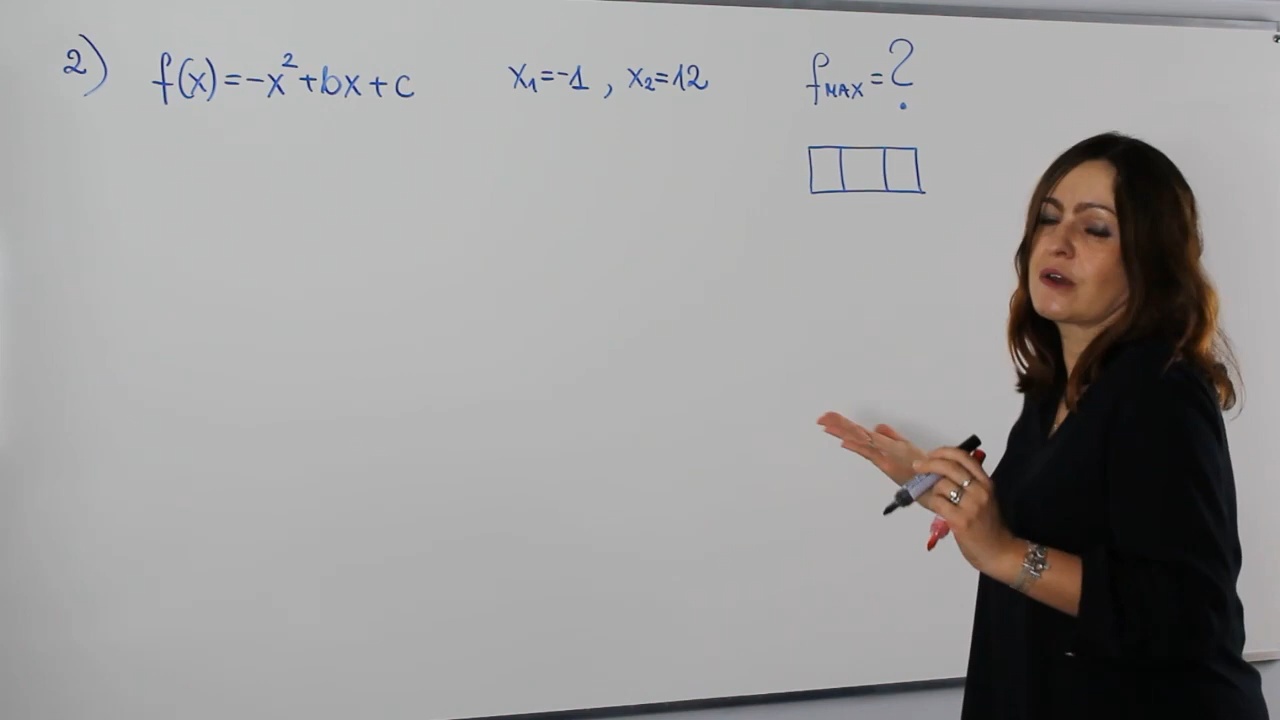 2) f(x)=-x²+bx+c x₁=-1, x₂=12 fMAX=?